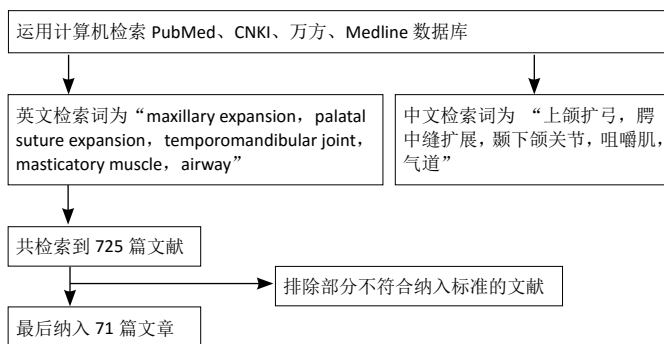 运用计算机检索 PubMed、CNKI、万方、Medline 数据库
英文检索词为“maxillary expansion，palatal
suture expansion，temporomandibular joint，
masticatory muscle，airway”
中文检索词为 “上颌扩弓，腭
中缝扩展，颞下颌关节，咀嚼肌，
气道”
共检索到 725 篇文献
排除部分不符合纳入标准的文献
最后纳入 71 篇文章